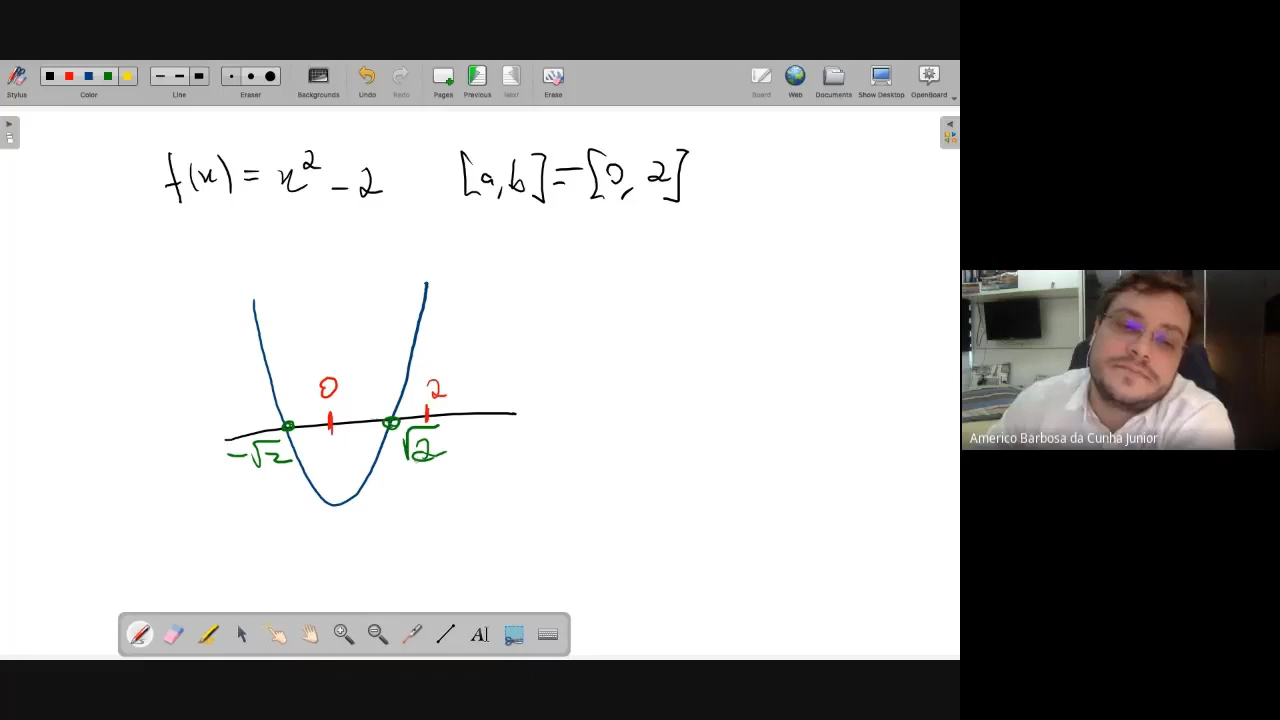 Stylus Color Line Eraser Backgrounds Undo Redo Pages Previous Next Erase Board Web Documents Show Desktop OpenBoard
f(x) = x² - 2 [a, b] = [0, 2]
0 2
-√2 √2
Americo Barbosa da Cunha Junior
AI